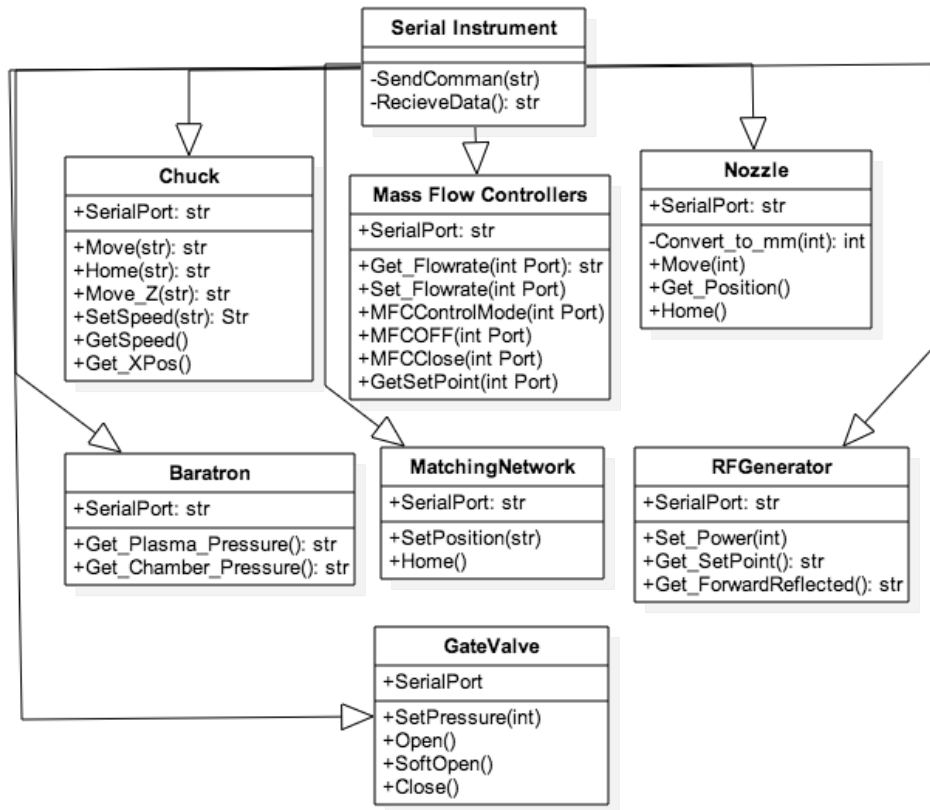 Serial Instrument
-SendComman(str)
-RecieveData(): str
Chuck
+SerialPort: str
+Move(str): str
+Home(str): str
+Move_Z(str): str
+SetSpeed(str): Str
+GetSpeed()
+Get_XPos()
Mass Flow Controllers
+SerialPort: str
+Get_Flowrate(int Port): str
+Set_Flowrate(int Port)
+MFCControlMode(int Port)
+MFCOFF(int Port)
+MFCClose(int Port)
+GetSetPoint(int Port)
Nozzle
+SerialPort: str
-Convert_to_mm(int): int
+Move(int)
+Get_Position()
+Home()
Baratron
+SerialPort: str
+Get_Plasma_Pressure(): str
+Get_Chamber_Pressure(): str
MatchingNetwork
+SerialPort: str
+SetPosition(str)
+Home()
RFGenerator
+SerialPort: str
+Set_Power(int)
+Get_SetPoint(): str
+Get_ForwardReflected(): str
GateValve
+SerialPort
+SetPressure(int)
+Open()
+SoftOpen()
+Close()